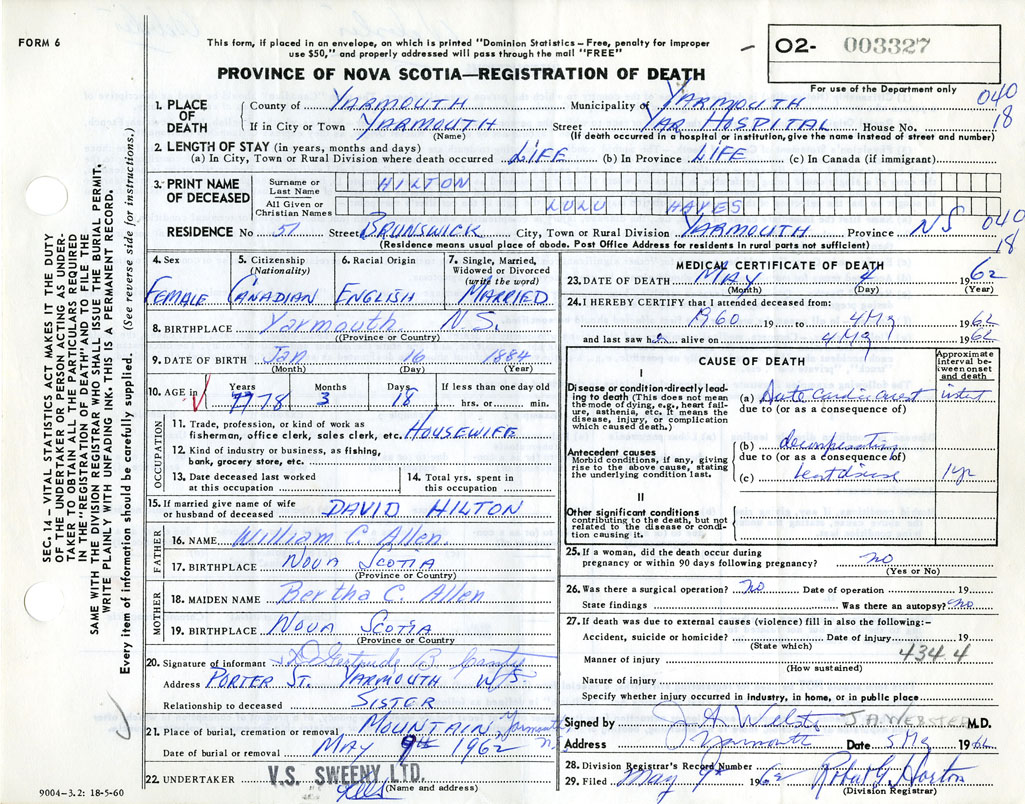 FORM 6
This form, if placed in an envelope, on which is printed "Dominion Statistics – Free, penalty for improper
use $50," and properly addressed will pass through the mail "FREE"
02- 003327
PROVINCE OF NOVA SCOTIA—REGISTRATION OF DEATH
For use of the Department only
040
18
1. PLACE OF DEATH
County of YARMOUTH Municipality of YARMOUTH
If in City or Town YARMOUTH Street YAR HOSPITAL House No.
(Name) (If death occurred in a hospital or institution, give name instead of street and number)
2. LENGTH OF STAY (in years, months and days)
(a) In City, Town or Rural Division where death occurred LIFE (b) In Province LIFE (c) In Canada (if immigrant)
3. PRINT NAME OF DECEASED
Surname or Last Name HILTON
All Given or Christian Names LULU HAYES
RESIDENCE No 51 Street BRUNSWICK City, Town or Rural Division YARMOUTH Province NS
040
18
(Residence means usual place of abode. Post Office Address for residents in rural parts not sufficient)
4. Sex
FEMALE
5. Citizenship (Nationality)
CANADIAN
6. Racial Origin
ENGLISH
7. Single, Married, Widowed or Divorced (write the word)
MARRIED
8. BIRTHPLACE Yarmouth N.S.
(Province or Country)
9. DATE OF BIRTH Jan 16 1884
(Month) (Day) (Year)
10. AGE in Years Months Days If less than one day old
77 78 3 18 hrs. or min.
OCCUPATION
11. Trade, profession, or kind of work as
fisherman, office clerk, sales clerk, etc. HOUSEWIFE
12. Kind of industry or business, as fishing,
bank, grocery store, etc.
13. Date deceased last worked at this occupation
14. Total yrs. spent in this occupation
15. If married give name of wife
or husband of deceased DAVID HILTON
FATHER
16. NAME William C. Allen
17. BIRTHPLACE NOVA SCOTIA
(Province or Country)
MOTHER
18. MAIDEN NAME Bertha C. Allen
19. BIRTHPLACE NOVA SCOTIA
(Province or Country
20. Signature of informant Gertrude B.
Address PORTER ST. YARMOUTH N.S.
Relationship to deceased SISTER
21. Place of burial, cremation or removal MOUNTAIN Yarmouth
Date of burial or removal MAY 9th 1962
22. UNDERTAKER V.S. SWEENY LTD.
(Name and address)
9004-3.2: 18-5-60
MEDICAL CERTIFICATE OF DEATH
23. DATE OF DEATH MAY 4 1962
(Month) (Day) (Year)
24. I HEREBY CERTIFY that I attended deceased from:
1960 19 to 4 My 1962
and last saw h alive on 4 My 1962
CAUSE OF DEATH
Approximate interval between onset and death
I
Disease or condition directly leading to death (This does not mean the mode of dying, e.g., heart failure, asthenia, etc. It means the disease, injury, or complication which caused death.)
(a) Acute Cardiac arrest inst
due to (or as a consequence of)
Antecedent causes
Morbid conditions, if any, giving rise to the above cause, stating the underlying condition last.
(b) decompensation
due to (or as a consequence of)
(c) heart disease 1 yr
II
Other significant conditions
contributing to the death, but not related to the disease or condition causing it.
25. If a woman, did the death occur during
pregnancy or within 90 days following pregnancy? no
(Yes or No)
26. Was there a surgical operation? no Date of operation 19
State findings Was there an autopsy? no
27. If death was due to external causes (violence) fill in also the following:-
Accident, suicide or homicide? Date of injury 19
(State which)
434 4
Manner of injury
(How sustained)
Nature of injury
Specify whether injury occurred in industry, in home, or in public place
Signed by J A Webster J.A. WEBSTER M.D.
Address Yarmouth Date 5 My 1962
28. Division Registrar's Record Number
29. Filed May 9th 1962 Robert G. Horton
(Division Registrar)
SEC. 14 – VITAL STATISTICS ACT MAKES IT THE DUTY
OF THE UNDERTAKER OR PERSON ACTING AS UNDER-
TAKER TO OBTAIN ALL THE PARTICULARS REQUIRED
IN THE "REGISTRATION OF DEATH" AND TO FILE THE
SAME WITH THE DIVISION REGISTRAR WHO SHALL ISSUE THE BURIAL PERMIT.
WRITE PLAINLY WITH UNFADING INK. THIS IS A PERMANENT RECORD.
Every item of information should be carefully supplied. (See reverse side for instructions.)